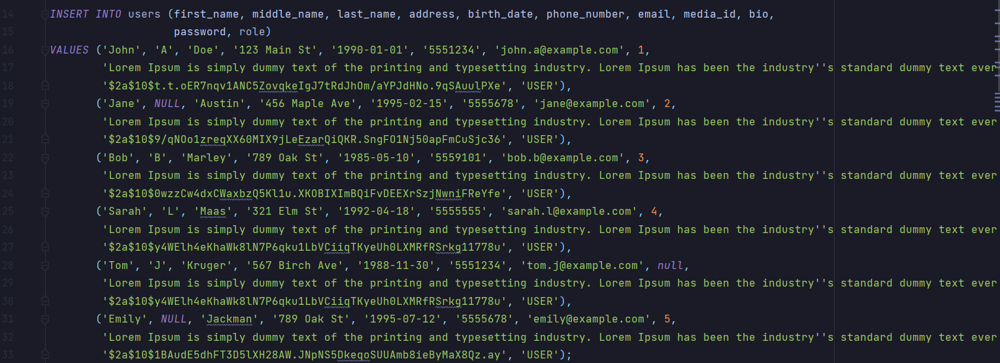 14 INSERT INTO users (first_name, middle_name, last_name, address, birth_date, phone_number, email, media_id, bio,
15 password, role)
16 VALUES ('John', 'A', 'Doe', '123 Main St', '1990-01-01', '5551234', 'john.a@example.com', 1,
17 'Lorem Ipsum is simply dummy text of the printing and typesetting industry. Lorem Ipsum has been the industry''s standard dummy text ever
18 '$2a$10$t.t.oER7nqv1ANC5ZovqkeIgJ7tRdJhOm/aYPJdHNo.9qSAuulPXe', 'USER'),
19 ('Jane', NULL, 'Austin', '456 Maple Ave', '1995-02-15', '5555678', 'jane@example.com', 2,
20 'Lorem Ipsum is simply dummy text of the printing and typesetting industry. Lorem Ipsum has been the industry''s standard dummy text ever
21 '$2a$10$9/qNOo1zreqXX60MIX9jLeEzarQiQKR.SngFO1Nj50apFmCuSjc36', 'USER'),
22 ('Bob', 'B', 'Marley', '789 Oak St', '1985-05-10', '5559101', 'bob.b@example.com', 3,
23 'Lorem Ipsum is simply dummy text of the printing and typesetting industry. Lorem Ipsum has been the industry''s standard dummy text ever
24 '$2a$10$0wzzCw4dxCWaxbzQ5Kl1u.XKOBIXImBQiFvDEEXrSzjNwniFReYfe', 'USER'),
25 ('Sarah', 'L', 'Maas', '321 Elm St', '1992-04-18', '5555555', 'sarah.l@example.com', 4,
26 'Lorem Ipsum is simply dummy text of the printing and typesetting industry. Lorem Ipsum has been the industry''s standard dummy text ever
27 '$2a$10$y4WElh4eKhaWk8lN7P6qku1LbVCiiqTKyeUh0LXMRfRSrkg11778u', 'USER'),
28 ('Tom', 'J', 'Kruger', '567 Birch Ave', '1988-11-30', '5551234', 'tom.j@example.com', null,
29 'Lorem Ipsum is simply dummy text of the printing and typesetting industry. Lorem Ipsum has been the industry''s standard dummy text ever
30 '$2a$10$y4WElh4eKhaWk8lN7P6qku1LbVCiiqTKyeUh0LXMRfRSrkg11778u', 'USER'),
31 ('Emily', NULL, 'Jackman', '789 Oak St', '1995-07-12', '5555678', 'emily@example.com', 5,
32 'Lorem Ipsum is simply dummy text of the printing and typesetting industry. Lorem Ipsum has been the industry''s standard dummy text ever
33 '$2a$10$1BAudE5dhFT3D5lXH28AW.JNpNS5DkeqoSUUAmb8ieByMaX8Qz.ay', 'USER');